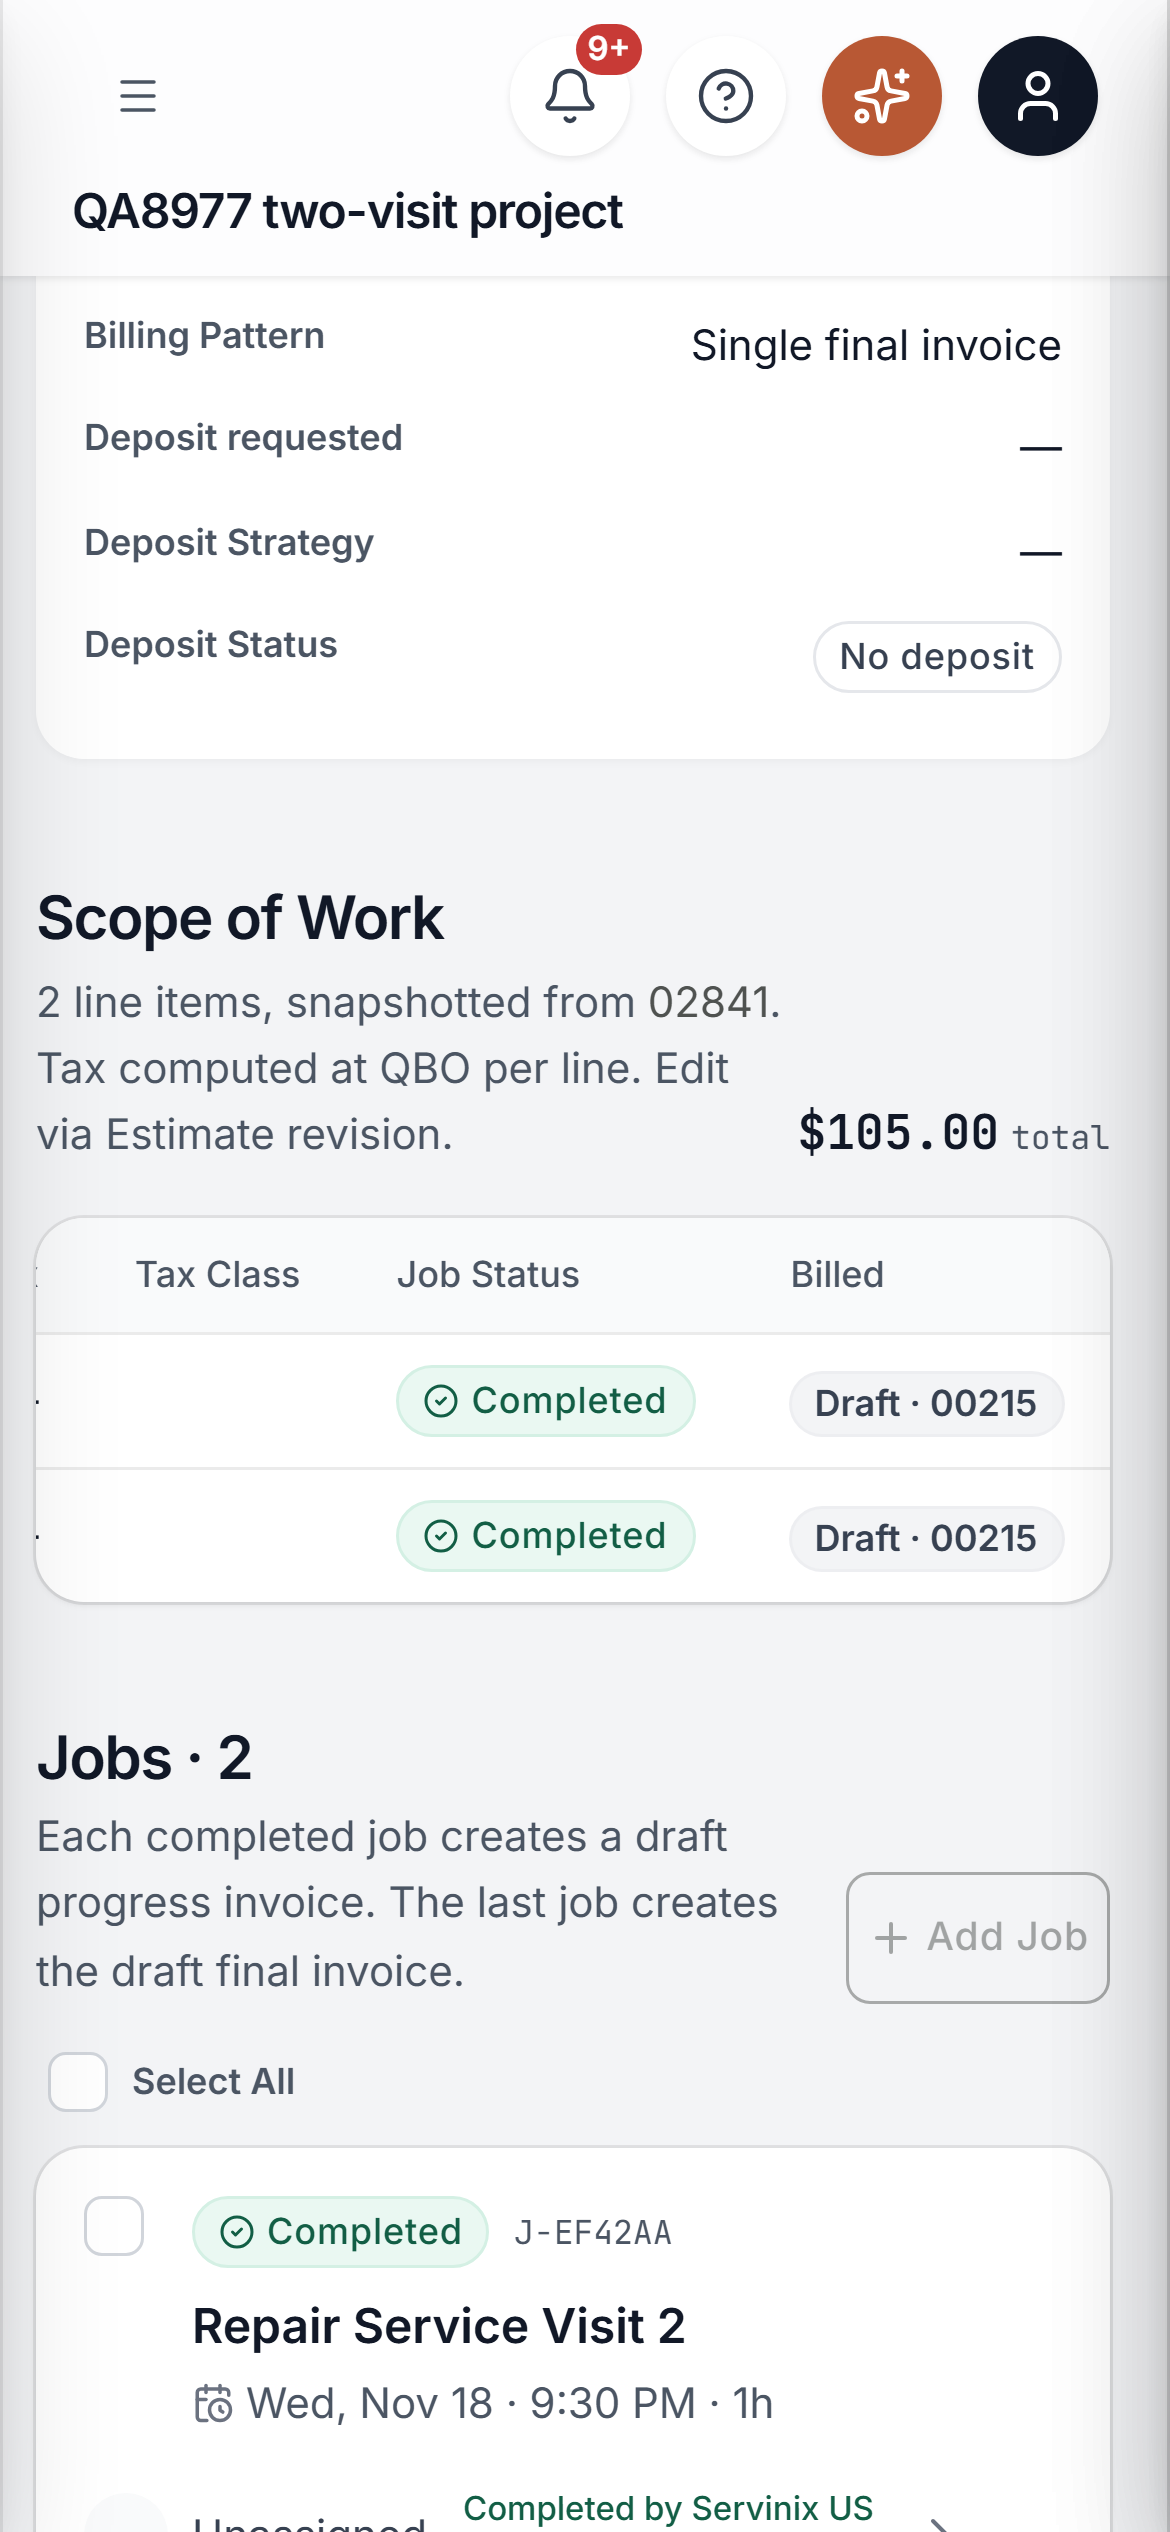 9+
QA8977 two-visit project
Billing Pattern
Single final invoice
Deposit requested
—
Deposit Strategy
—
Deposit Status
No deposit
Scope of Work
2 line items, snapshotted from 02841.
Tax computed at QBO per line. Edit
via Estimate revision.
$105.00 total
Tax Class Job Status Billed
Completed Draft · 00215
Completed Draft · 00215
Jobs · 2
Each completed job creates a draft
progress invoice. The last job creates
the draft final invoice.
+ Add Job
Select All
Completed J-EF42AA
Repair Service Visit 2
Wed, Nov 18 · 9:30 PM · 1h
Completed by Servinix US
Unassigned